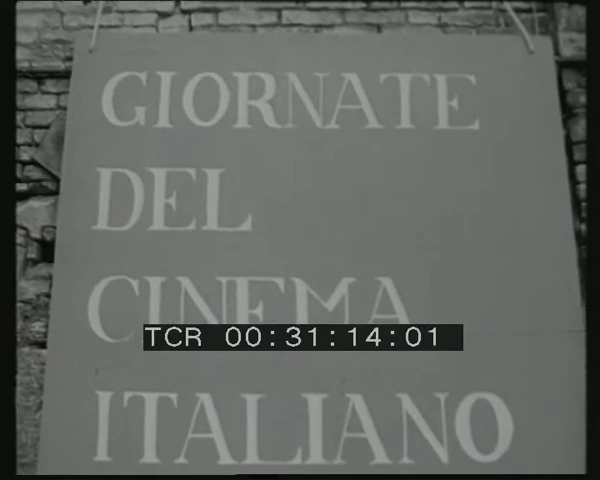 GIORNATE
DEL
CINEMA
TCR 00:31:14:01
ITALIANO